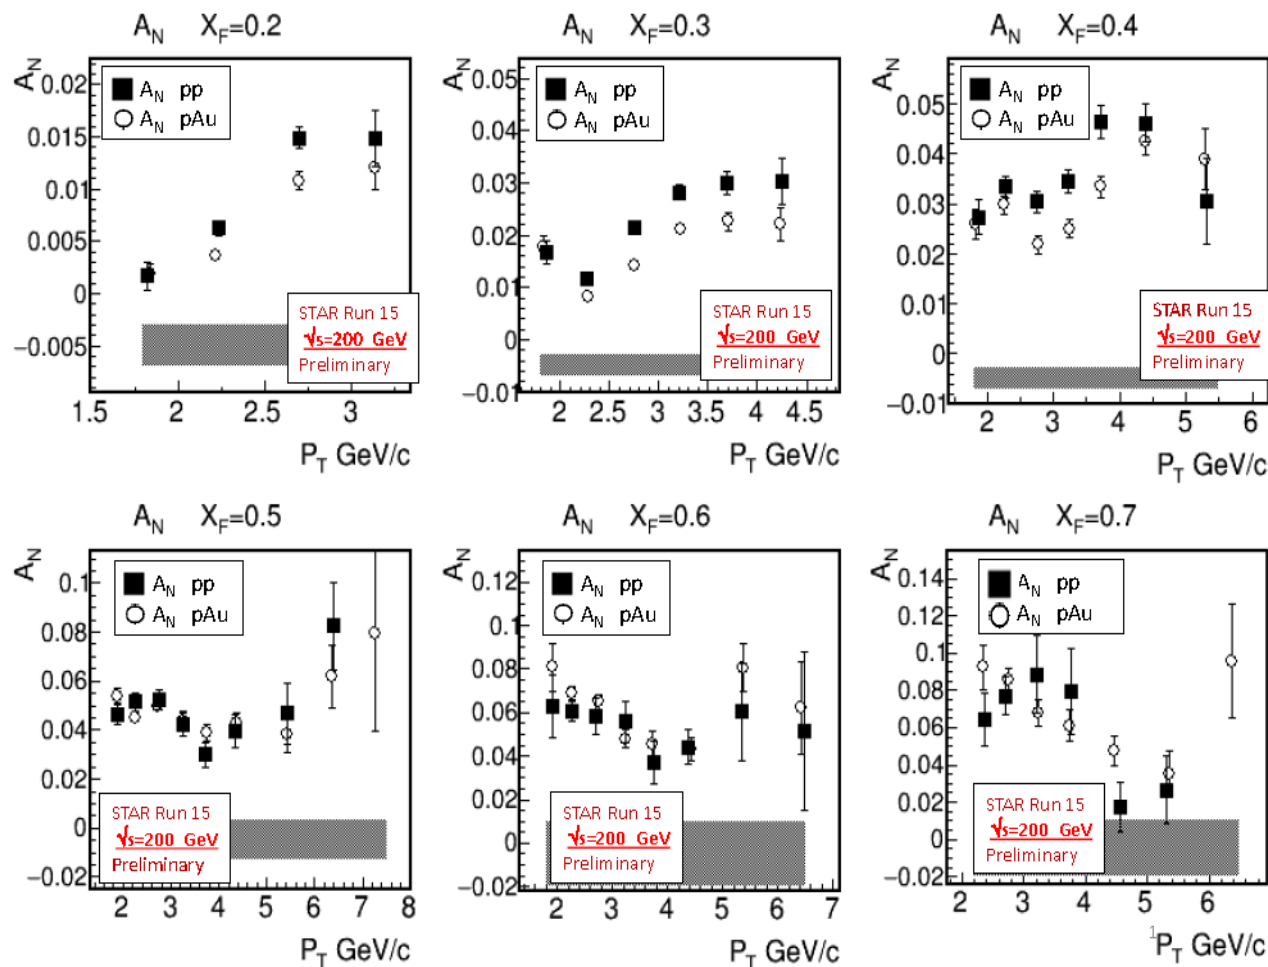 A_N X_F=0.2
A_N
0.02
0.015
0.01
0.005
0
−0.005
A_N pp
A_N pAu
STAR Run 15
√s=200 GeV
Preliminary
1.5 2 2.5 3
P_T GeV/c
A_N X_F=0.3
A_N
0.05
0.04
0.03
0.02
0.01
0
−0.01
A_N pp
A_N pAu
STAR Run 15
√s=200 GeV
Preliminary
2 2.5 3 3.5 4 4.5
P_T GeV/c
A_N X_F=0.4
A_N
0.05
0.04
0.03
0.02
0.01
0
−0.01
A_N pp
A_N pAu
STAR Run 15
√s=200 GeV
Preliminary
2 3 4 5 6
P_T GeV/c
A_N X_F=0.5
A_N
0.1
0.08
0.06
0.04
0.02
0
−0.02
A_N pp
A_N pAu
STAR Run 15
√s=200 GeV
Preliminary
2 3 4 5 6 7 8
P_T GeV/c
A_N X_F=0.6
A_N
0.12
0.1
0.08
0.06
0.04
0.02
0
−0.02
A_N pp
A_N pAu
STAR Run 15
√s=200 GeV
Preliminary
2 3 4 5 6 7
P_T GeV/c
A_N X_F=0.7
A_N
0.14
0.12
0.1
0.08
0.06
0.04
0.02
0
−0.02
A_N pp
A_N pAu
STAR Run 15
√s=200 GeV
Preliminary
2 3 4 5 6
1
P_T GeV/c